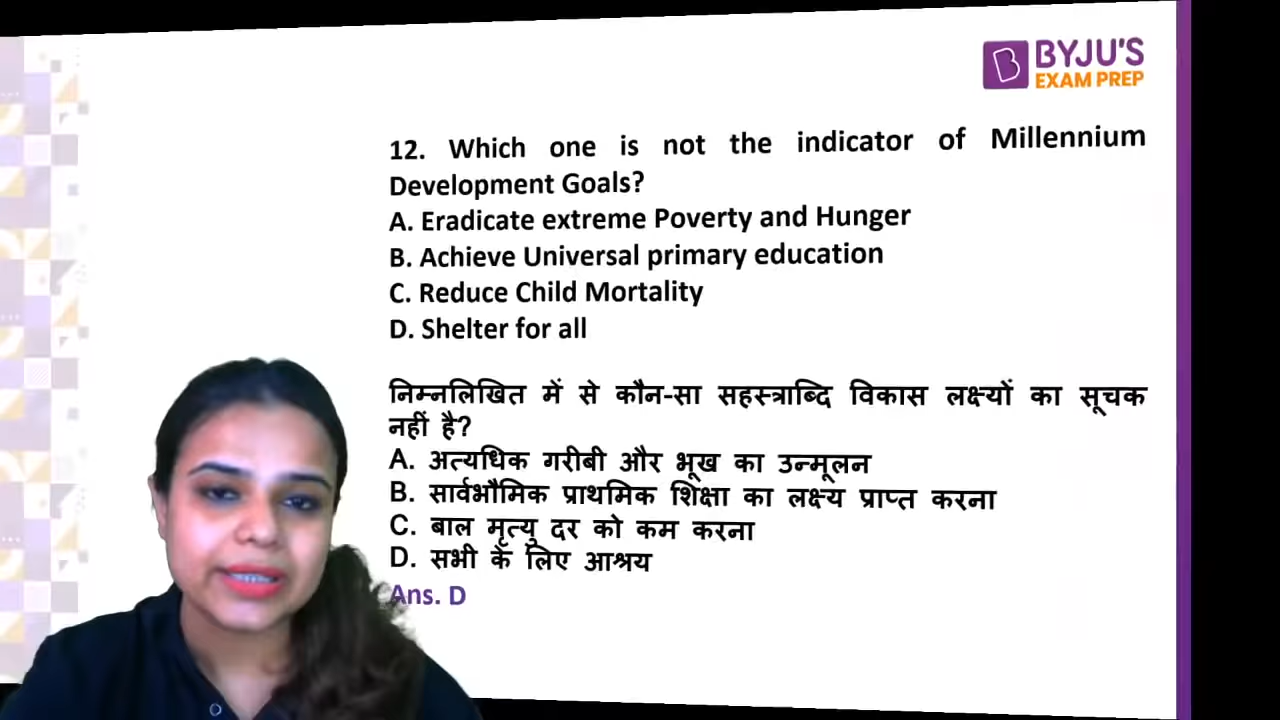 BYJU'S
EXAM PREP
12. Which one is not the indicator of Millennium
Development Goals?
A. Eradicate extreme Poverty and Hunger
B. Achieve Universal primary education
C. Reduce Child Mortality
D. Shelter for all
निम्नलिखित में से कौन-सा सहस्त्राब्दि विकास लक्ष्यों का सूचक
नहीं है?
A. अत्यधिक गरीबी और भूख का उन्मूलन
B. सार्वभौमिक प्राथमिक शिक्षा का लक्ष्य प्राप्त करना
C. बाल मृत्यु दर को कम करना
D. सभी के लिए आश्रय
Ans. D